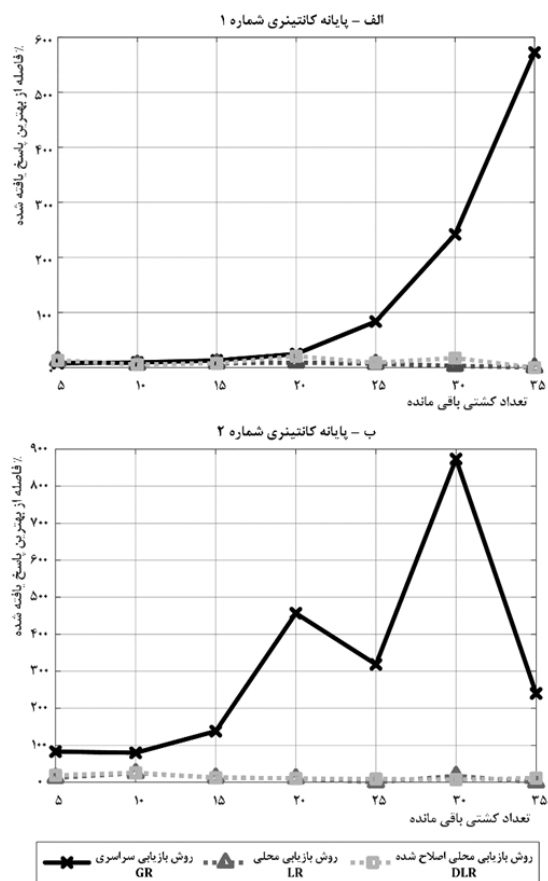 الف - پایانه کانتینری شماره ۱
٪فاصله از بهترین پاسخ یافته شده
۶۰۰
۵۰۰
۴۰۰
۳۰۰
۲۰۰
۱۰۰
۵ ۱۰ ۱۵ ۲۰ ۲۵ ۳۰ ۳۵
تعداد کشتی باقی مانده
ب - پایانه کانتینری شماره ۲
٪فاصله از بهترین پاسخ یافته شده
۹۰۰
۸۰۰
۷۰۰
۶۰۰
۵۰۰
۴۰۰
۳۰۰
۲۰۰
۱۰۰
۰
۵ ۱۰ ۱۵ ۲۰ ۲۵ ۳۰ ۳۵
تعداد کشتی باقی مانده
روش بازیابی سراسری
GR
روش بازیابی محلی
LR
روش بازیابی محلی اصلاح شده
DLR